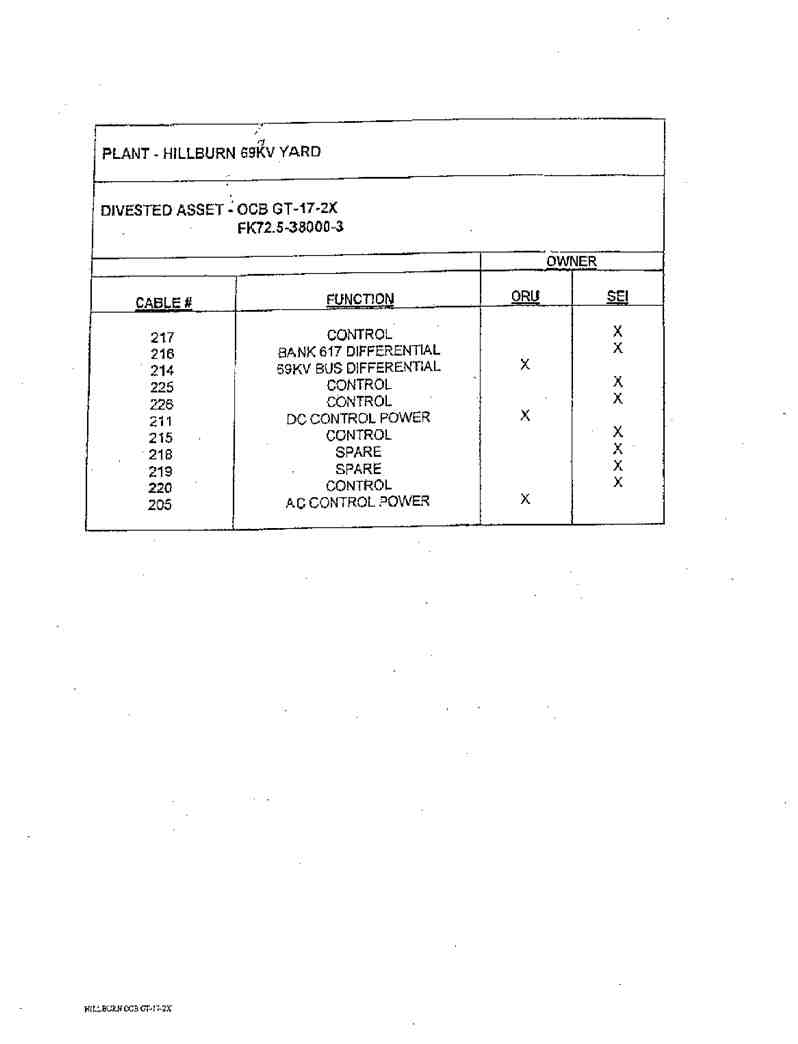 PLANT - HILLBURN 69KV YARD
DIVESTED ASSET - OCB GT-17-2X
FK72.5-38000-3
OWNER
CABLE # FUNCTION ORU SEI
217 CONTROL X
216 BANK 617 DIFFERENTIAL X
214 69KV BUS DIFFERENTIAL X
225 CONTROL X
226 CONTROL X
211 DC CONTROL POWER X
215 CONTROL X
218 SPARE X
219 SPARE X
220 CONTROL X
205 AC CONTROL POWER X
HILLBURN OCB GT-17-2X